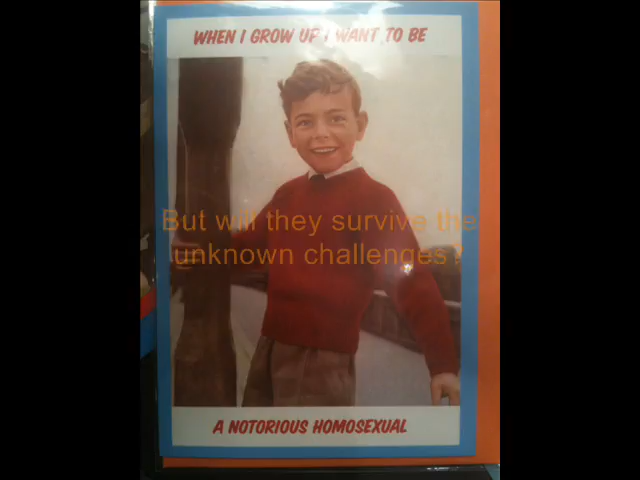 WHEN I GROW UP I WANT TO BE
But will they survive the
unknown challenges?
A NOTORIOUS HOMOSEXUAL